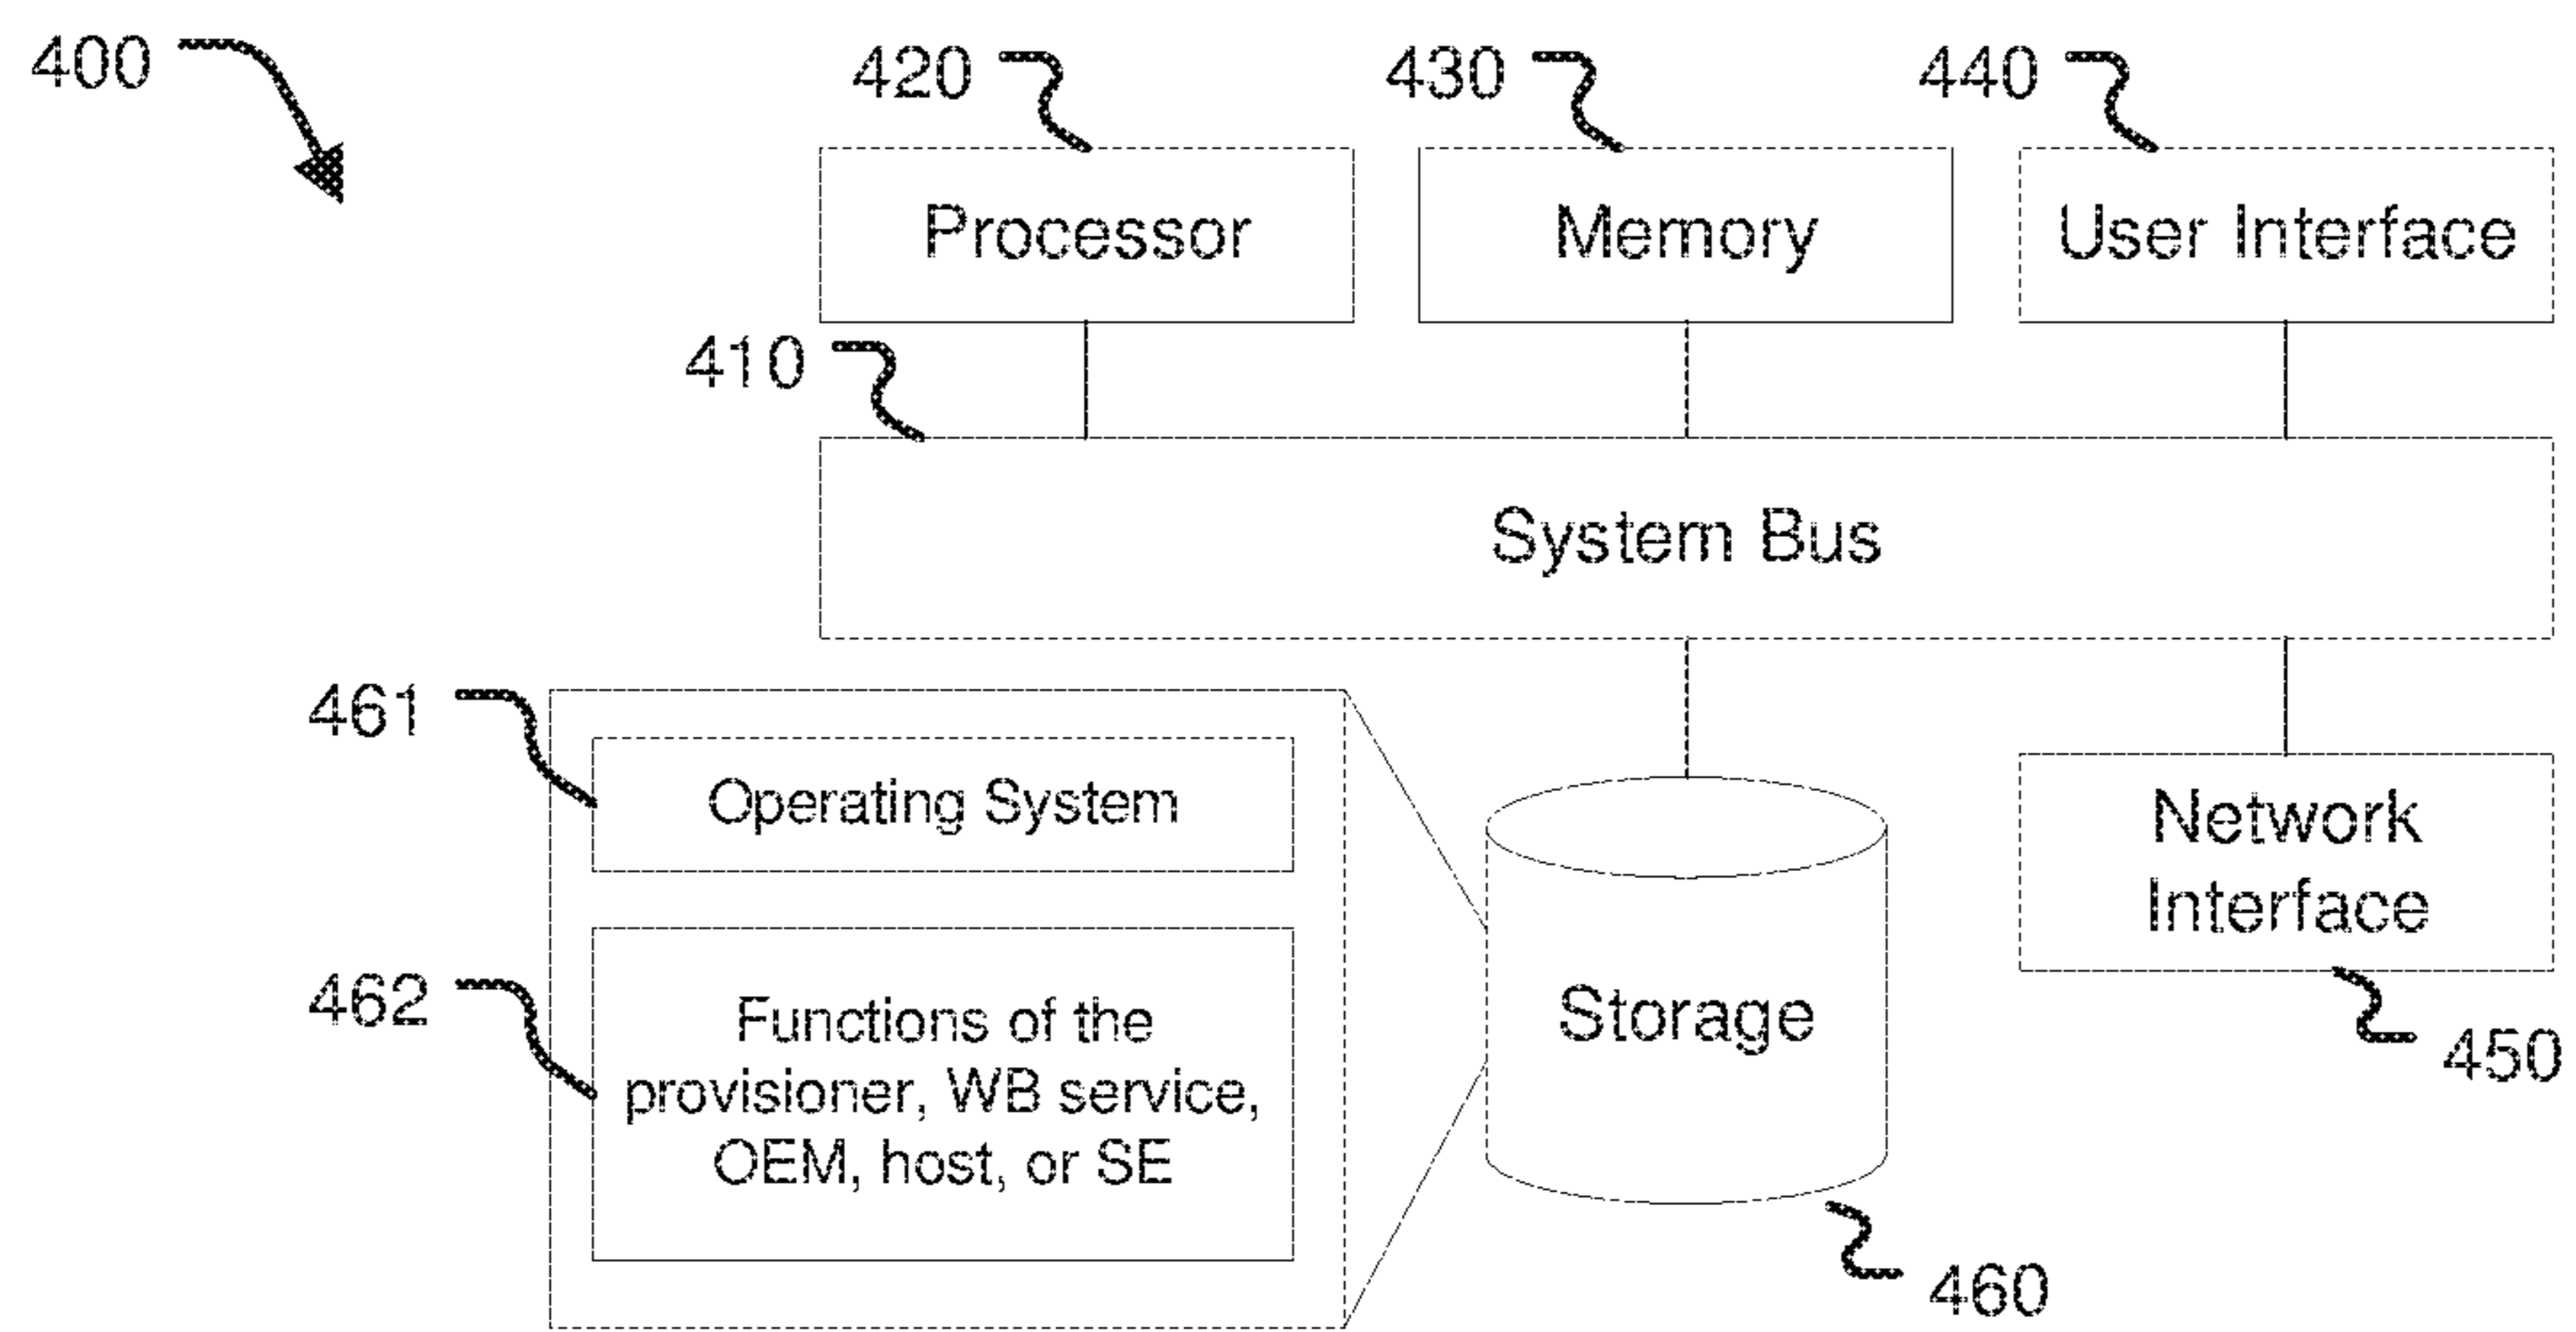 400
420
430
440
Processor
Memory
User Interface
410
System Bus
461
Operating System
462
Functions of the
provisioner, WB service,
OEM, host, or SE
Storage
460
Network
Interface
450